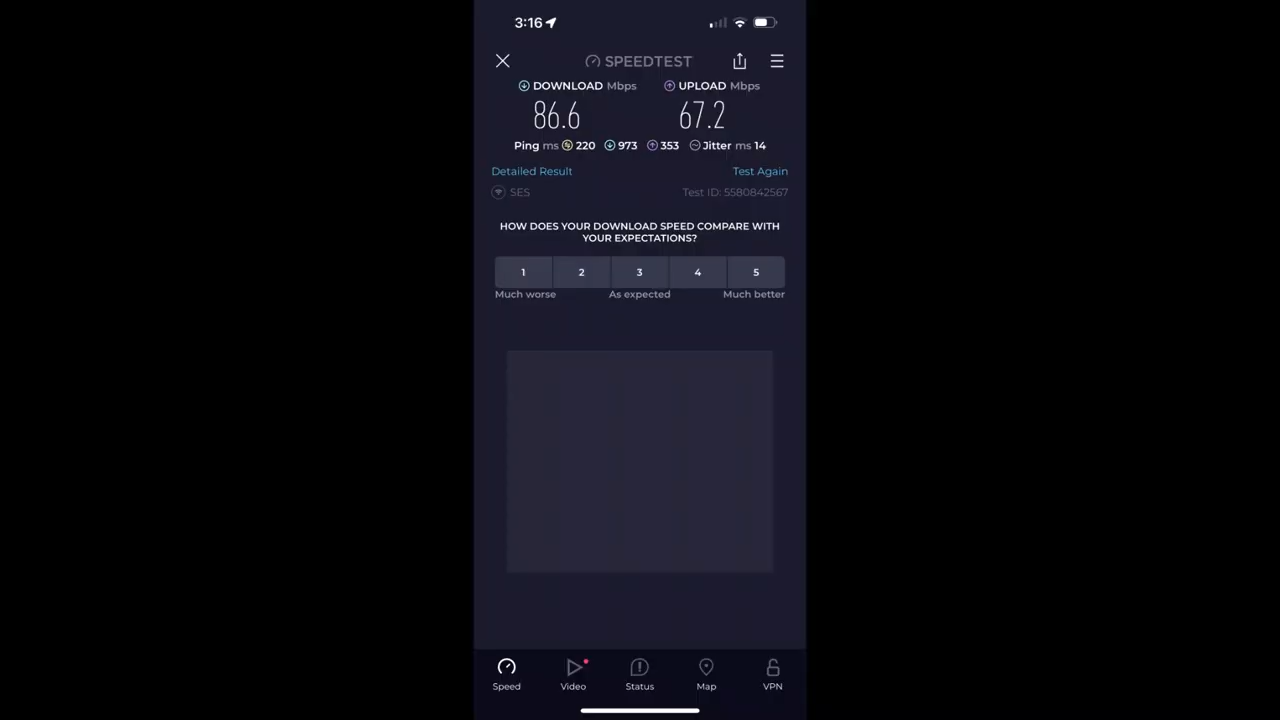 3:16
SPEEDTEST
DOWNLOAD Mbps UPLOAD Mbps
86.6 67.2
Ping ms 220 973 353 Jitter ms 14
Detailed Result Test Again
SES Test ID: 5580842567
HOW DOES YOUR DOWNLOAD SPEED COMPARE WITH
YOUR EXPECTATIONS?
1 2 3 4 5
Much worse As expected Much better
Speed Video Status Map VPN